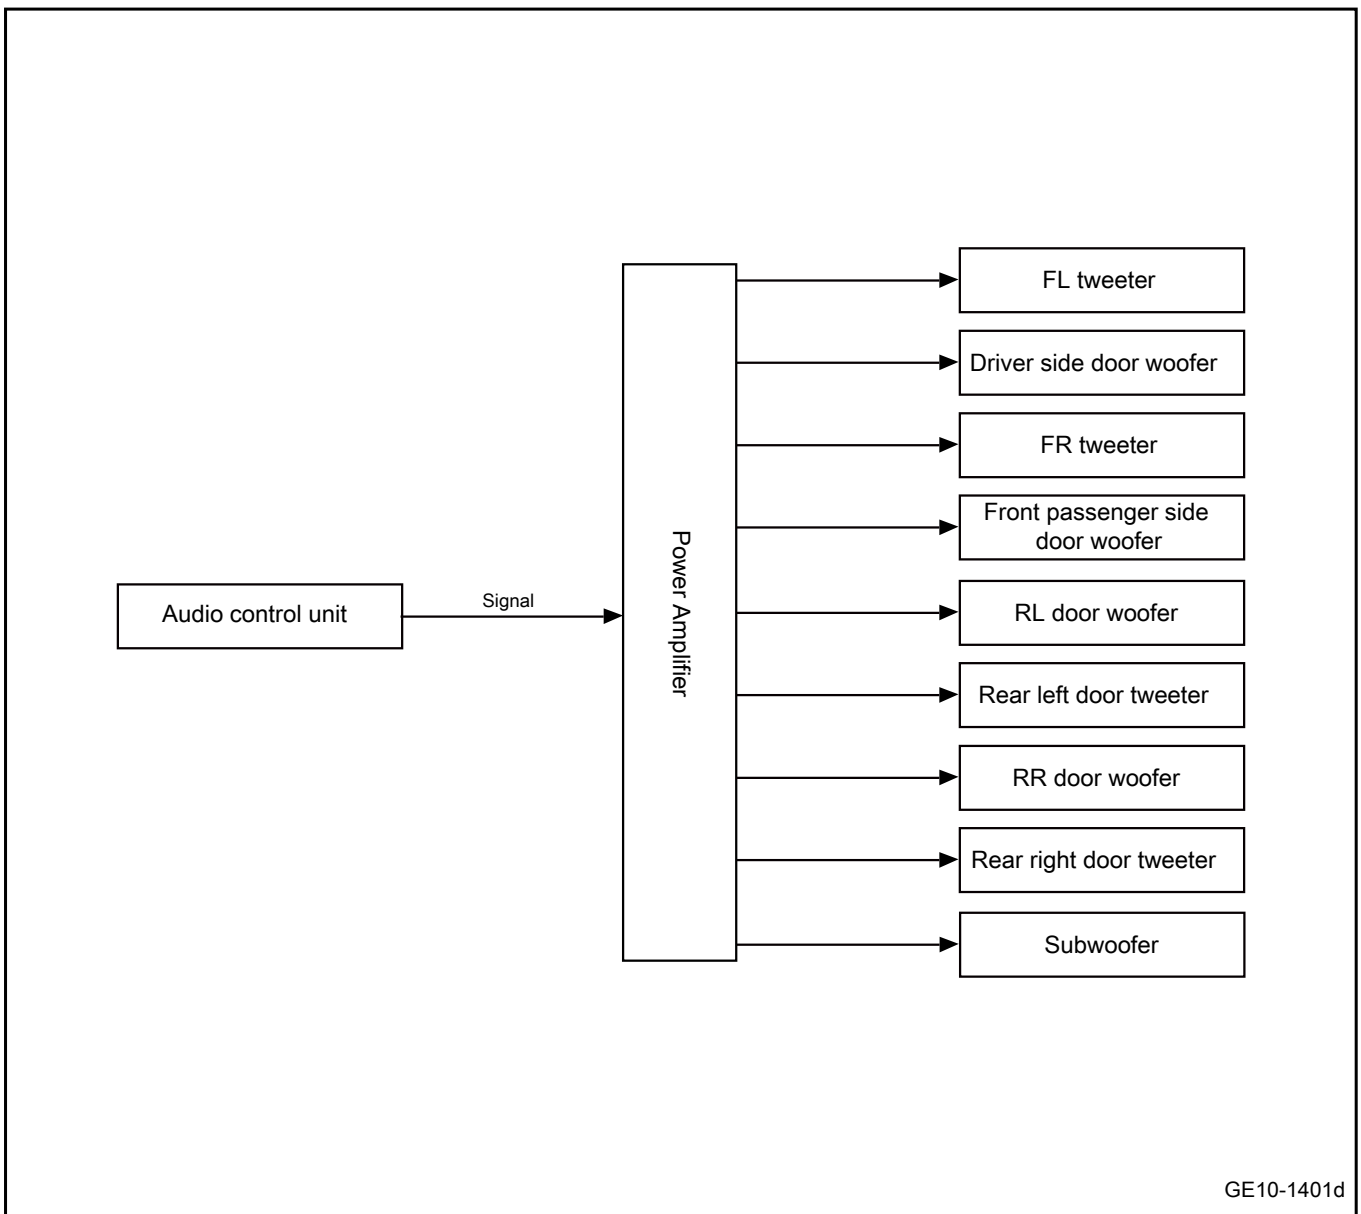 FL tweeter
Driver side door woofer
FR tweeter
Front passenger side
door woofer
Audio control unit
Signal
Power Amplifier
RL door woofer
Rear left door tweeter
RR door woofer
Rear right door tweeter
Subwoofer
GE10-1401d